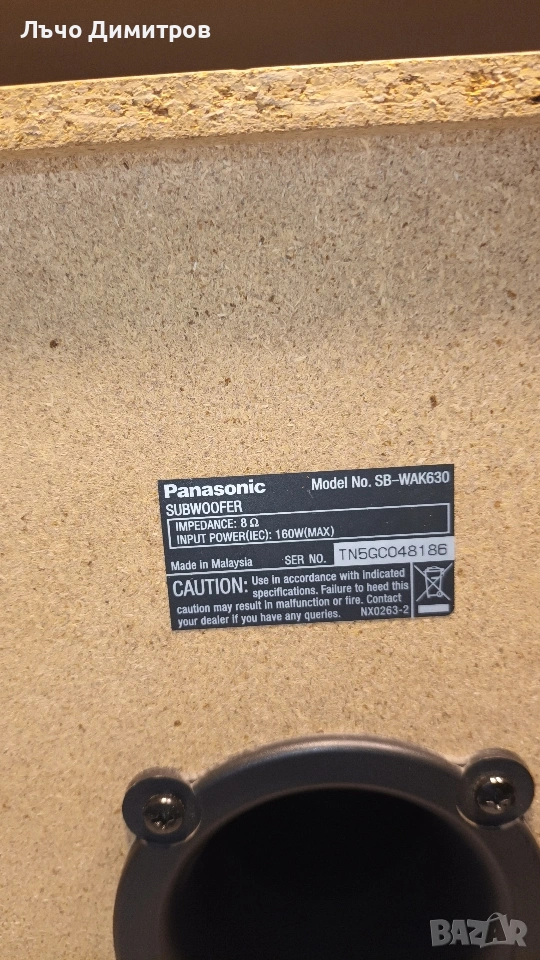 Лъчо Димитров
Panasonic Model No. SB-WAK630
SUBWOOFER
IMPEDANCE: 8 Ω
INPUT POWER(IEC): 160W(MAX)
Made in Malaysia SER NO. TN5GC048186
CAUTION: Use in accordance with indicated
specifications. Failure to heed this
caution may result in malfunction or fire. Contact
your dealer if you have any queries. NX0263-2
BAZAR